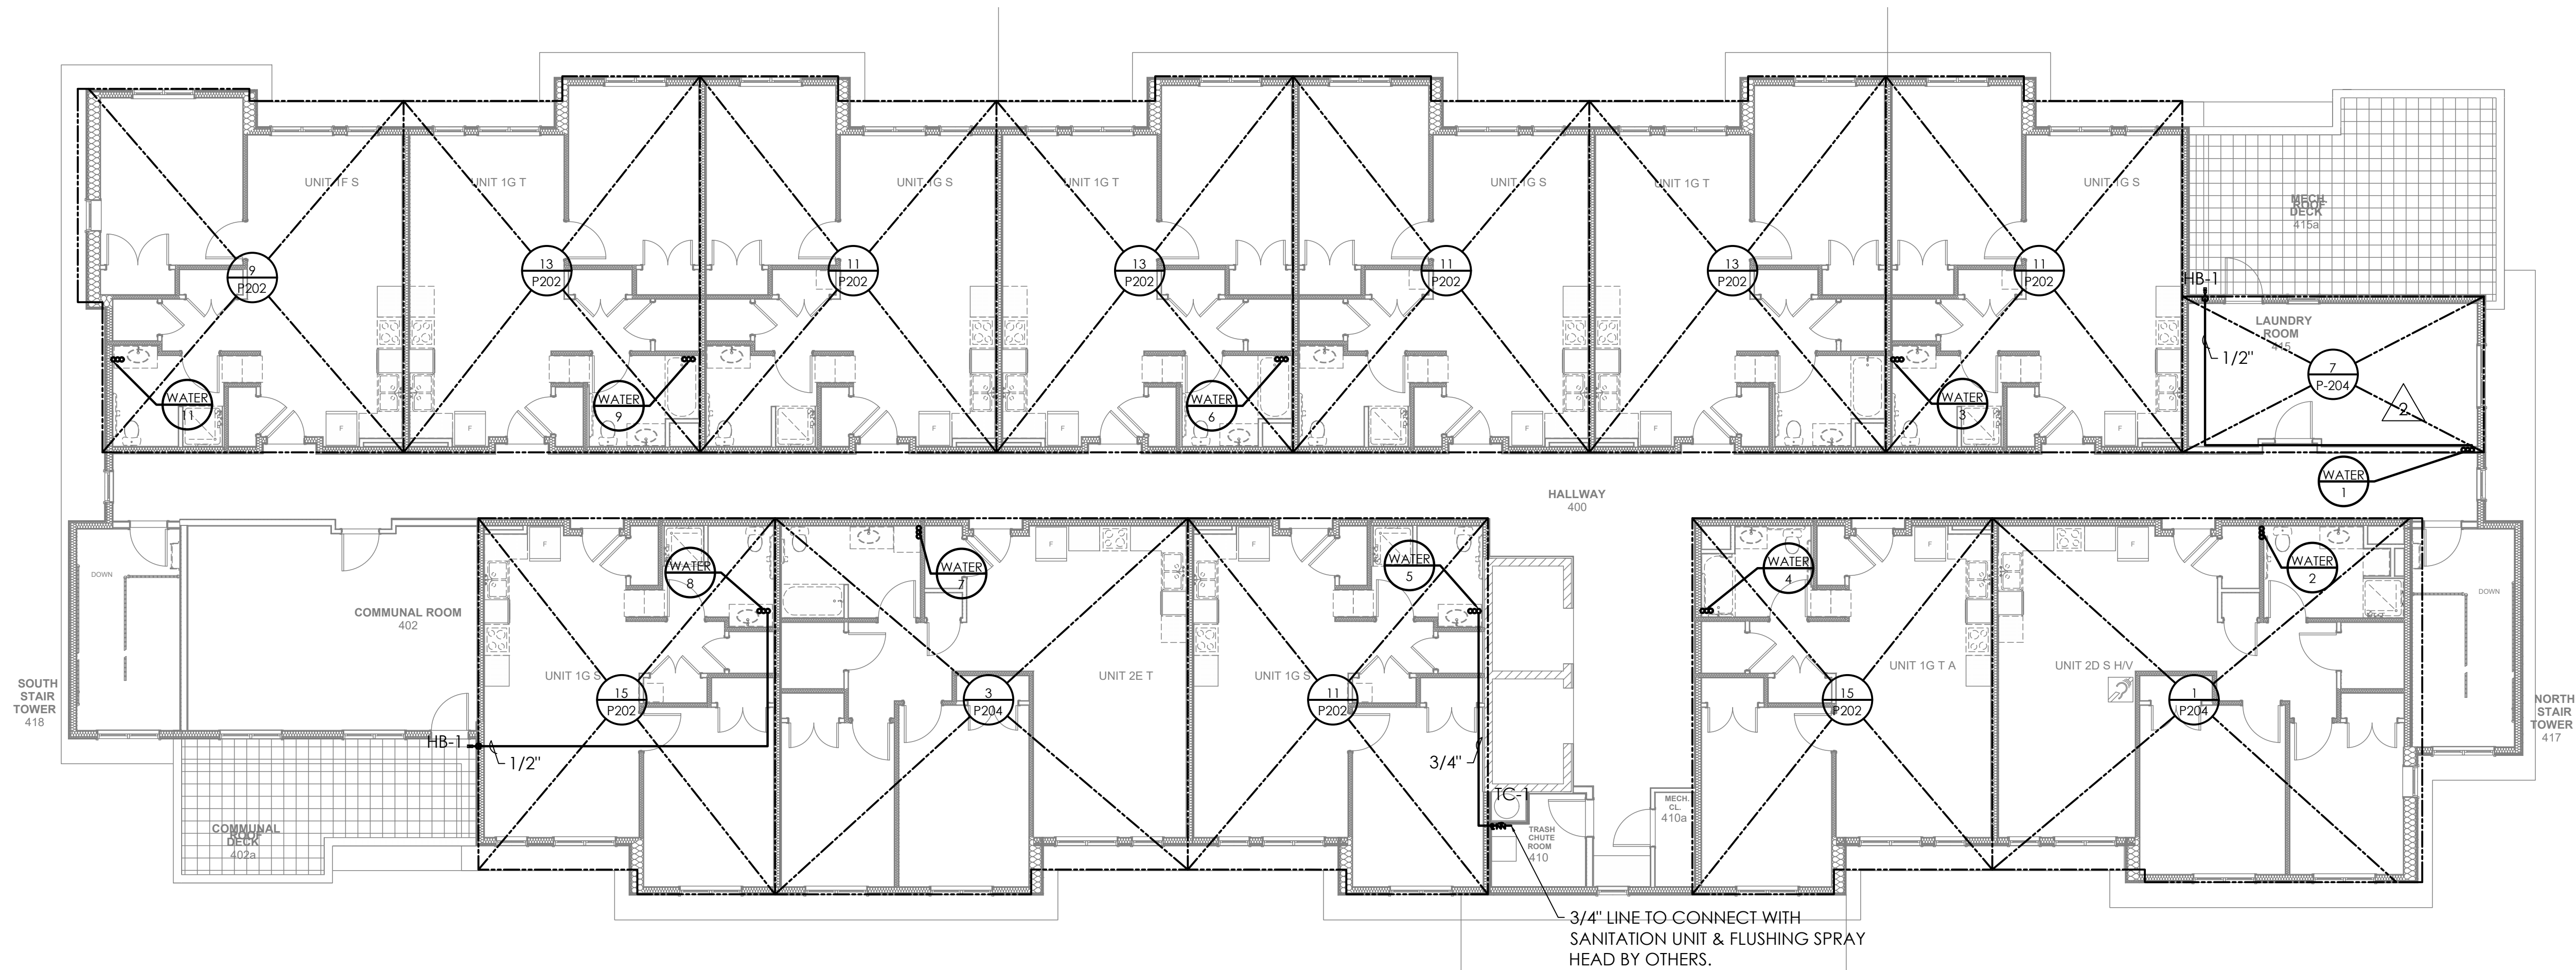 UNIT 1F S
UNIT 1G T
UNIT 1G S
UNIT 1G T
UNIT 1G S
UNIT 1G T
UNIT 1G S
MECH.
ROOF
DECK
415a
9
P202
13
P202
11
P202
13
P202
11
P202
13
P202
11
P202
HB-1
LAUNDRY
ROOM
415
1/2"
7
P-204
2
WATER
11
WATER
9
WATER
6
WATER
3
F
F
F
F
F
F
F
WATER
1
HALLWAY
400
F
F
F
F
F
DOWN
COMMUNAL ROOM
402
WATER
8
WATER
7
WATER
5
WATER
4
WATER
2
DOWN
SOUTH
STAIR
TOWER
418
UNIT 1G S
UNIT 2E T
UNIT 1G S
UNIT 1G T A
UNIT 2D S H/V
15
P202
3
P204
11
P202
15
P202
1
P204
NORTH
STAIR
TOWER
417
HB-1
1/2"
3/4"
TC-1
MECH.
CL.
410a
TRASH
CHUTE
ROOM
410
COMMUNAL
ROOF
DECK
402a
3/4" LINE TO CONNECT WITH
SANITATION UNIT & FLUSHING SPRAY
HEAD BY OTHERS.